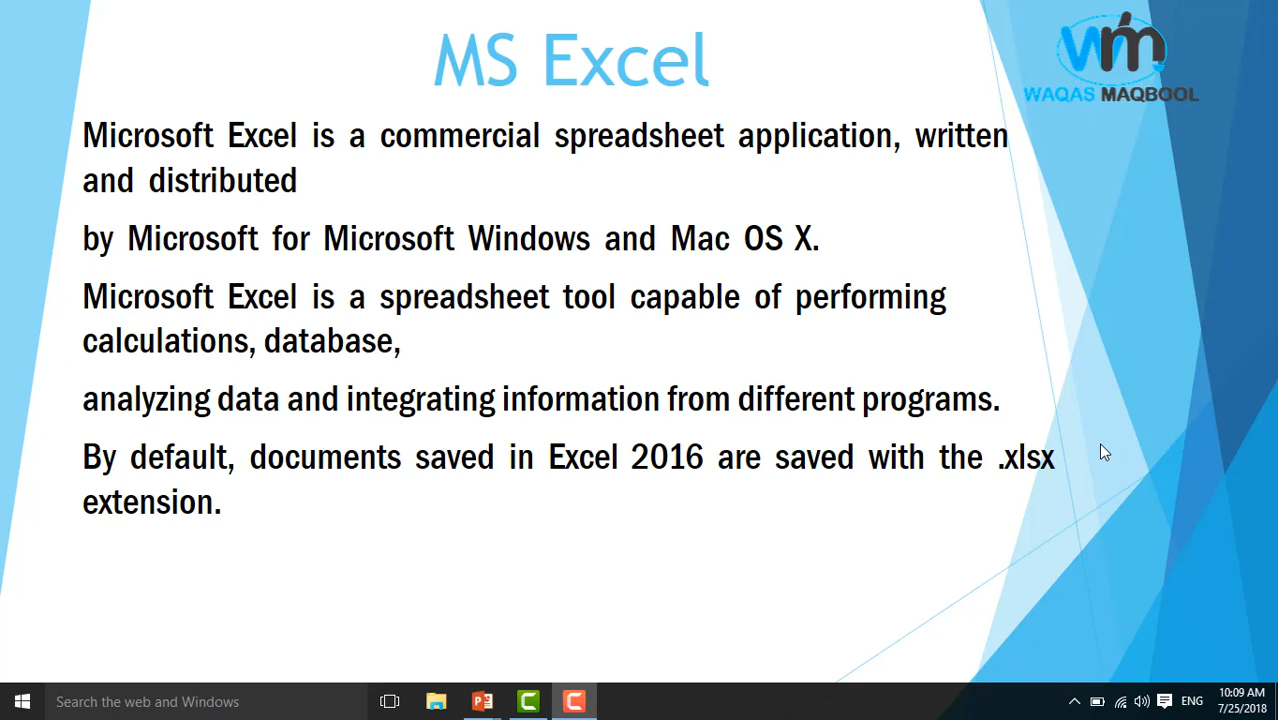 MS Excel
wm
WAQAS MAQBOOL
Microsoft Excel is a commercial spreadsheet application, written
and distributed
by Microsoft for Microsoft Windows and Mac OS X.
Microsoft Excel is a spreadsheet tool capable of performing
calculations, database,
analyzing data and integrating information from different programs.
By default, documents saved in Excel 2016 are saved with the .xlsx
extension.
Search the web and Windows
ENG
10:09 AM
7/25/2018